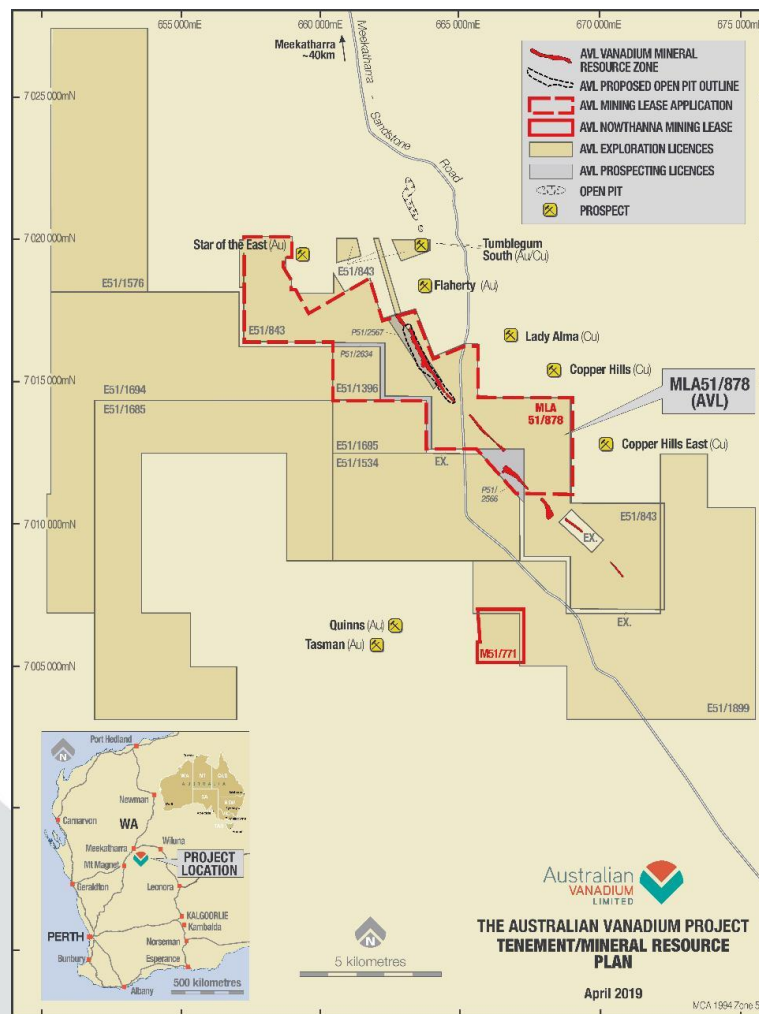 655 000mE
660 000mE
665 000mE
670 000mE
675 000m
Meekatharra
~40km
Meekatharra - Sandstone Road
AVL VANADIUM MINERAL
RESOURCE ZONE
AVL PROPOSED OPEN PIT OUTLINE
AVL MINING LEASE APPLICATION
AVL NOWTHANNA MINING LEASE
AVL EXPLORATION LICENCES
AVL PROSPECTING LICENCES
OPEN PIT
PROSPECT
7 025 000mN
7 020 000mN
Star of the East (Au)
Tumblegum
South (Au/Cu)
E51/843
Flaherty (Au)
E51/1576
E51/843
P51/2567
Lady Alma (Cu)
P51/2634
Copper Hills (Cu)
7 015 000mN
E51/1694
E51/1396
E51/1685
MLA
51/878
MLA51/878
(AVL)
E51/1685
E51/1534
EX.
Copper Hills East (Cu)
P51/
2566
7 010 000mN
E51/843
EX.
EX.
Quinns (Au)
Tasman (Au)
M51/771
7 005 000mN
E51/1899
N
Port Hedland
Newman
Carnarvon
WA
Meekatharra
Wiluna
Mt Magnet
PROJECT
LOCATION
Geraldton
Leonora
KALGOORLIE
Kambalda
PERTH
Norseman
Bunbury
Esperance
Albany
500 kilometres
AUSTRALIA
WA
NT
SA
N
5 kilometres
Australian
VANADIUM
LIMITED
THE AUSTRALIAN VANADIUM PROJECT
TENEMENT/MINERAL RESOURCE
PLAN
April 2019
MCA 1994 Zone 5